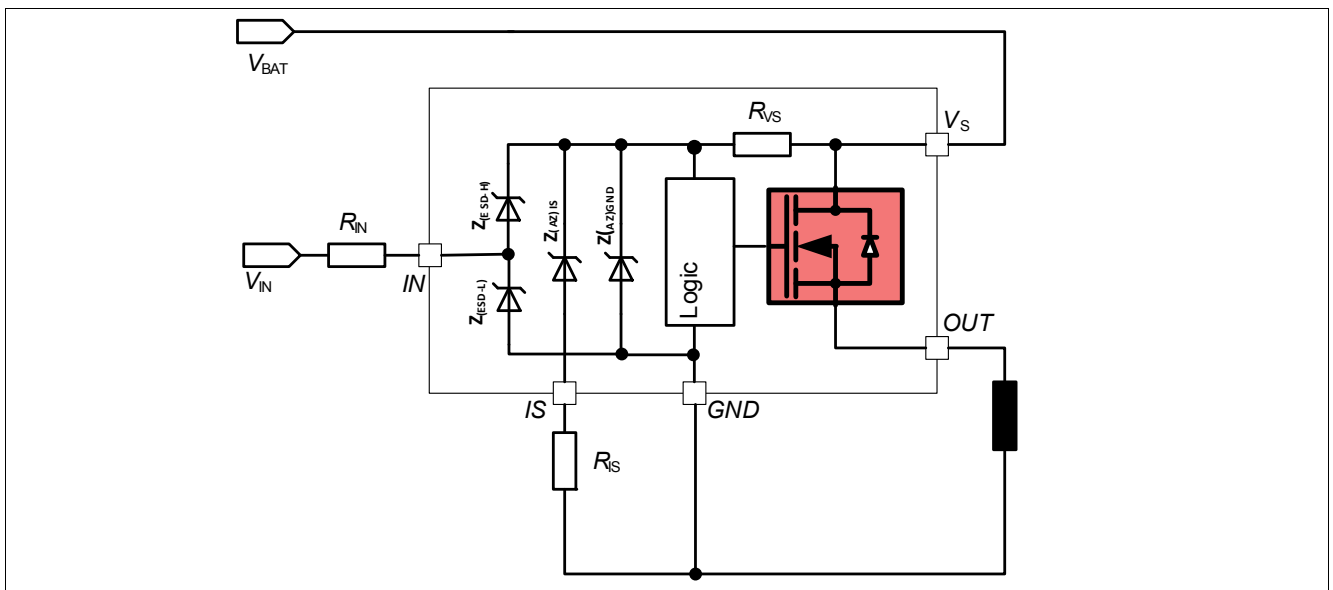 VBAT
RVS
VS
Z(ESD-H)
Z(AZ)IS
Z(AZ)GND
RIN
VIN
IN
Z(ESD-L)
Logic
OUT
IS
GND
RIS